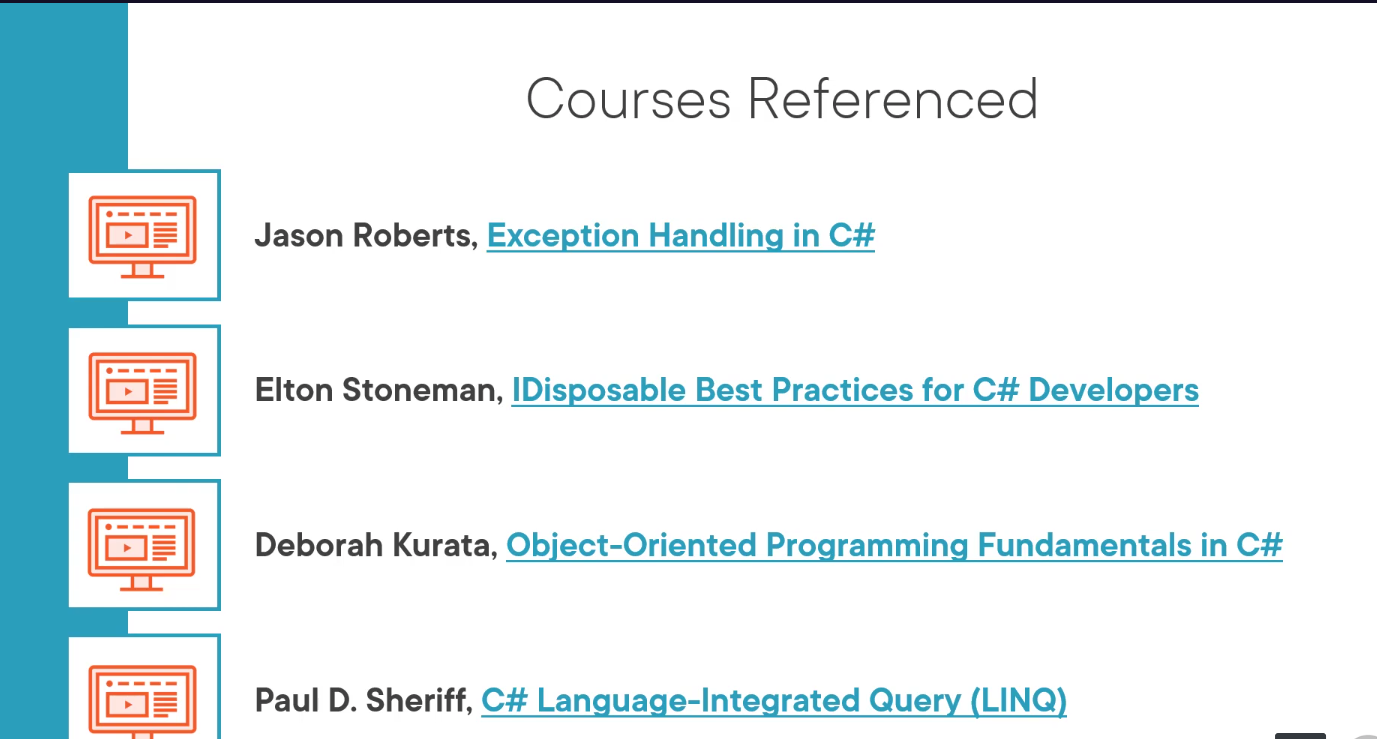 Courses Referenced
Jason Roberts, Exception Handling in C#
Elton Stoneman, IDisposable Best Practices for C# Developers
Deborah Kurata, Object-Oriented Programming Fundamentals in C#
Paul D. Sheriff, C# Language-Integrated Query (LINQ)